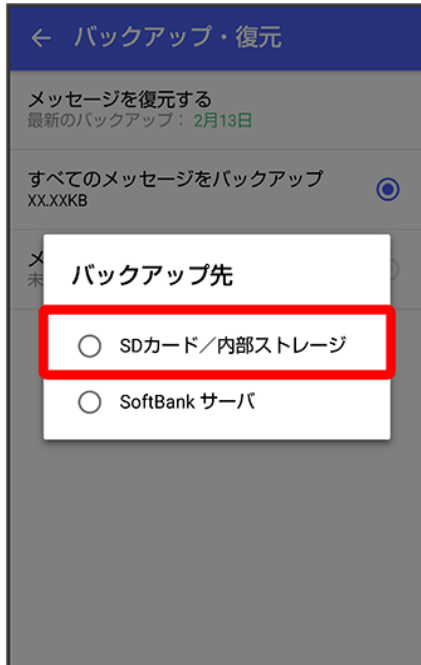 ← バックアップ・復元
メッセージを復元する
最新のバックアップ： 2月13日
すべてのメッセージをバックアップ
XX.XXKB
メ
未
バックアップ先
SDカード／内部ストレージ
SoftBank サーバ